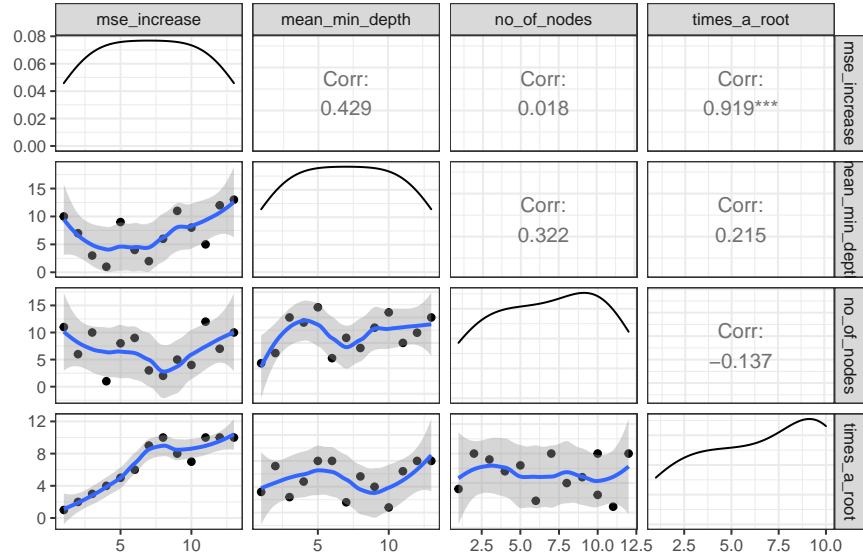 mse_increase mean_min_depth no_of_nodes times_a_root
0.08
0.06
0.04
0.02
0.00
Corr:
0.429
Corr:
0.018
Corr:
0.919***
mse_increase
15
10
5
0
Corr:
0.322
Corr:
0.215
mean_min_dept
15
10
5
0
Corr:
−0.137
no_of_nodes
12
8
4
0
times_a_root
5 10 5 10 2.5 5.0 7.5 10.0 12.5 2.5 5.0 7.5 10.0